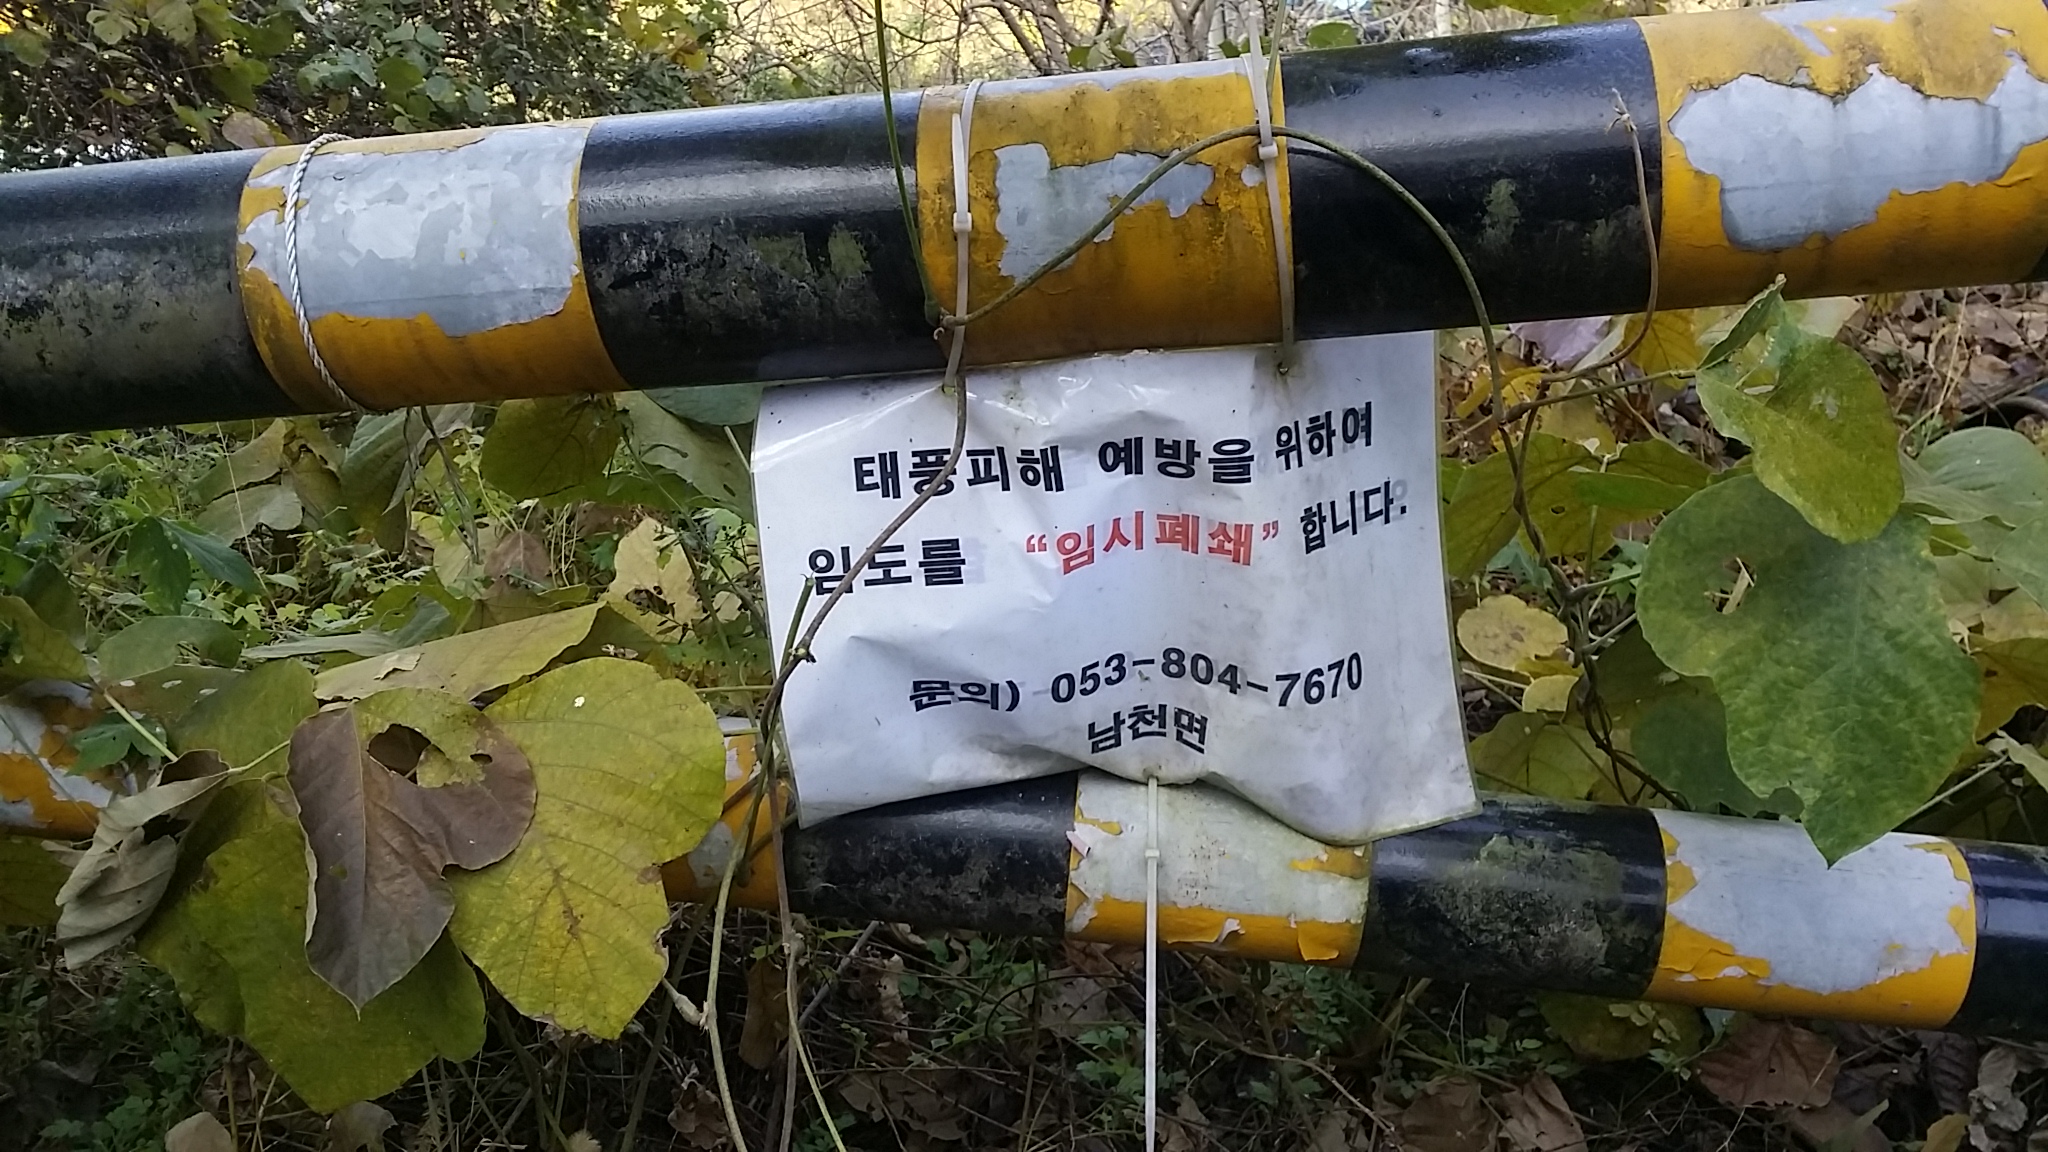 태풍피해 예방을 위하여
임도를 “임시폐쇄” 합니다.
문의) 053-804-7670
남천면